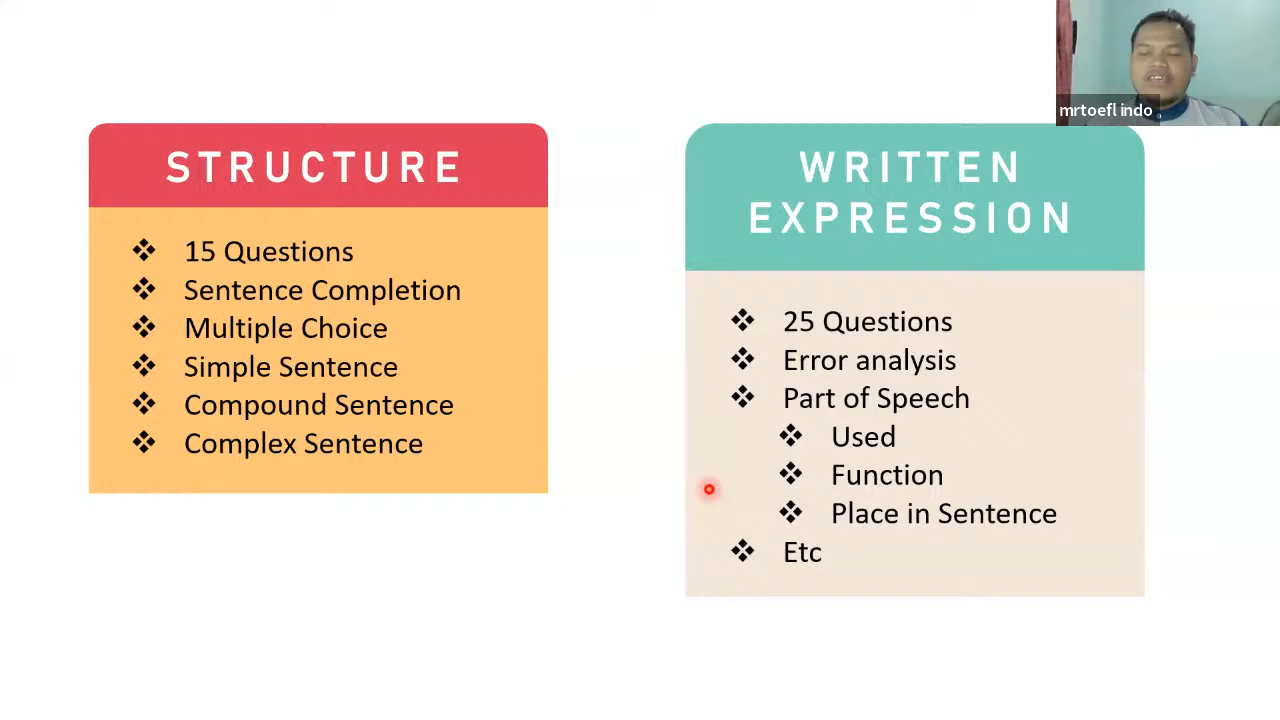 mrtoefl indo
STRUCTURE
❖ 15 Questions
❖ Sentence Completion
❖ Multiple Choice
❖ Simple Sentence
❖ Compound Sentence
❖ Complex Sentence
WRITTEN
EXPRESSION
❖ 25 Questions
❖ Error analysis
❖ Part of Speech
❖ Used
❖ Function
❖ Place in Sentence
❖ Etc